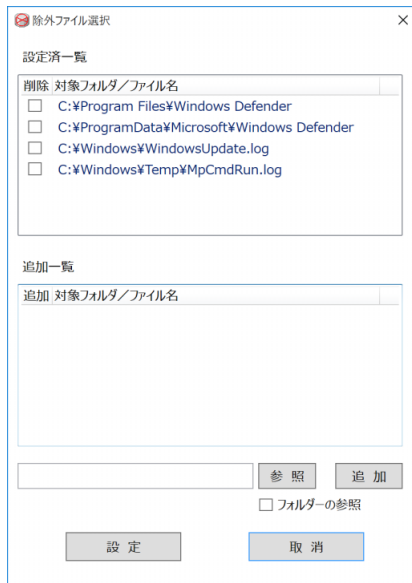 除外ファイル選択
設定済一覧
削除 対象フォルダ/ファイル名
C:¥Program Files¥Windows Defender
C:¥ProgramData¥Microsoft¥Windows Defender
C:¥Windows¥WindowsUpdate.log
C:¥Windows¥Temp¥MpCmdRun.log
追加一覧
追加 対象フォルダ/ファイル名
参 照 追 加
フォルダーの参照
設 定 取 消